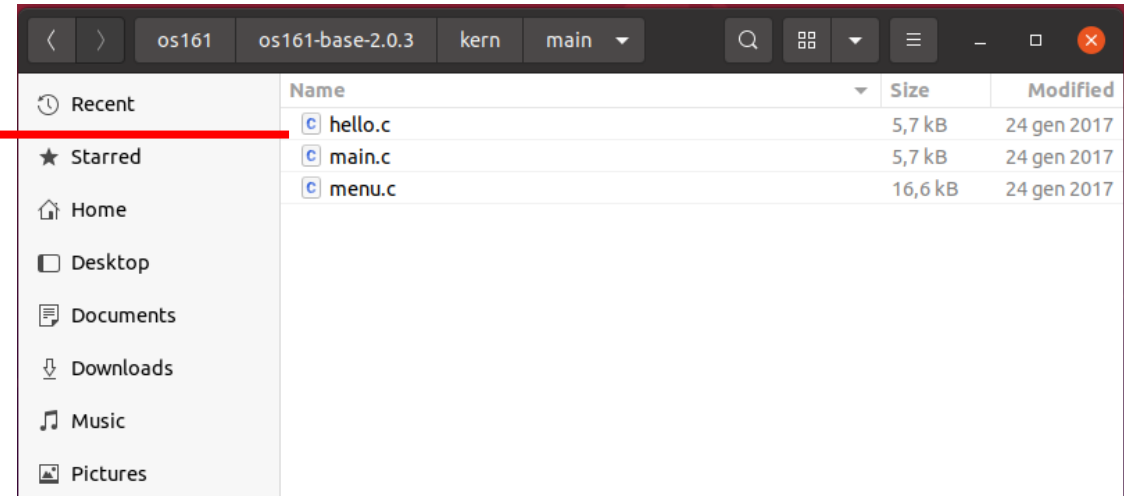 os161 os161-base-2.0.3 kern main
Recent
Starred
Home
Desktop
Documents
Downloads
Music
Pictures
Name Size Modified
C hello.c 5,7 kB 24 gen 2017
C main.c 5,7 kB 24 gen 2017
C menu.c 16,6 kB 24 gen 2017